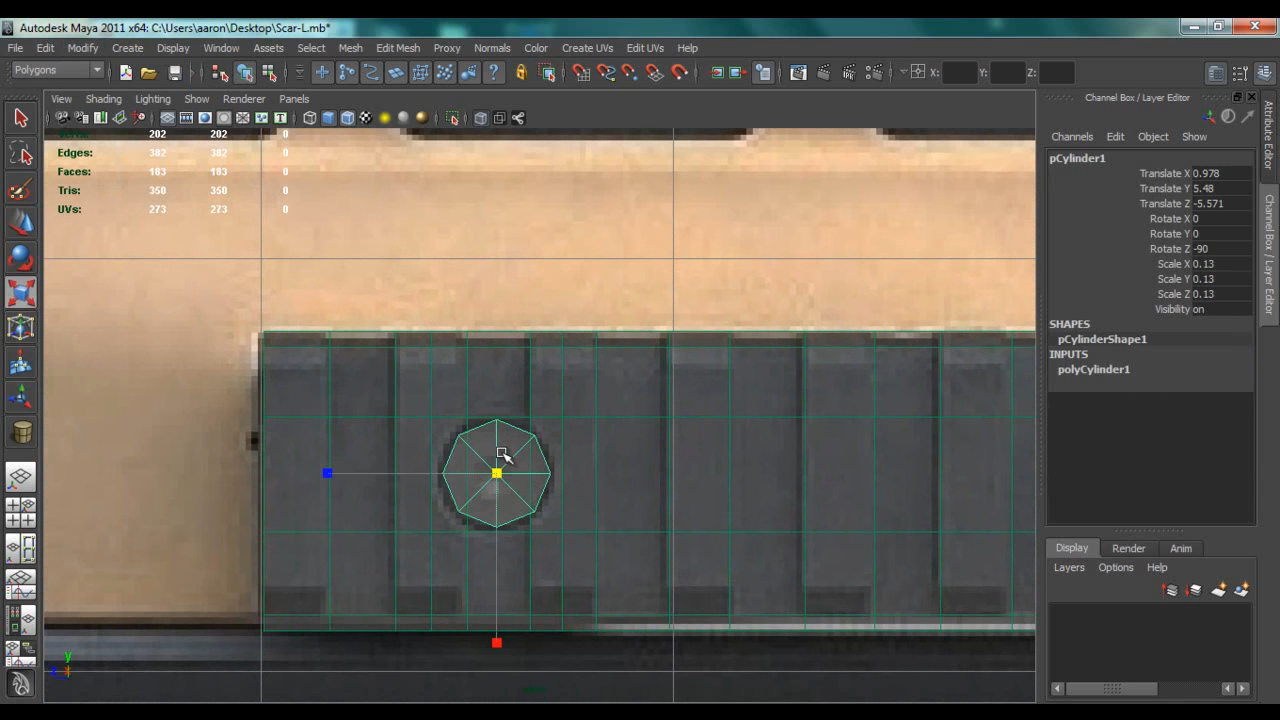 Autodesk Maya 2011 x64: C:\Users\aaron\Desktop\Scar-L.mb*
File Edit Modify Create Display Window Assets Select Mesh Edit Mesh Proxy Normals Color Create UVs Edit UVs Help
Polygons X: Y: Z:
View Shading Lighting Show Renderer Panels
Channel Box / Layer Editor
Verts: 202 202 0
Edges: 382 382 0
Faces: 183 183 0
Tris: 350 350 0
UVs: 273 273 0
Channels Edit Object Show
pCylinder1
Translate X 0.978
Translate Y 5.48
Translate Z -5.571
Rotate X 0
Rotate Y 0
Rotate Z -90
Scale X 0.13
Scale Y 0.13
Scale Z 0.13
Visibility on
SHAPES
pCylinderShape1
INPUTS
polyCylinder1
Display Render Anim
Layers Options Help
Attribute Editor
Channel Box / Layer Editor
y